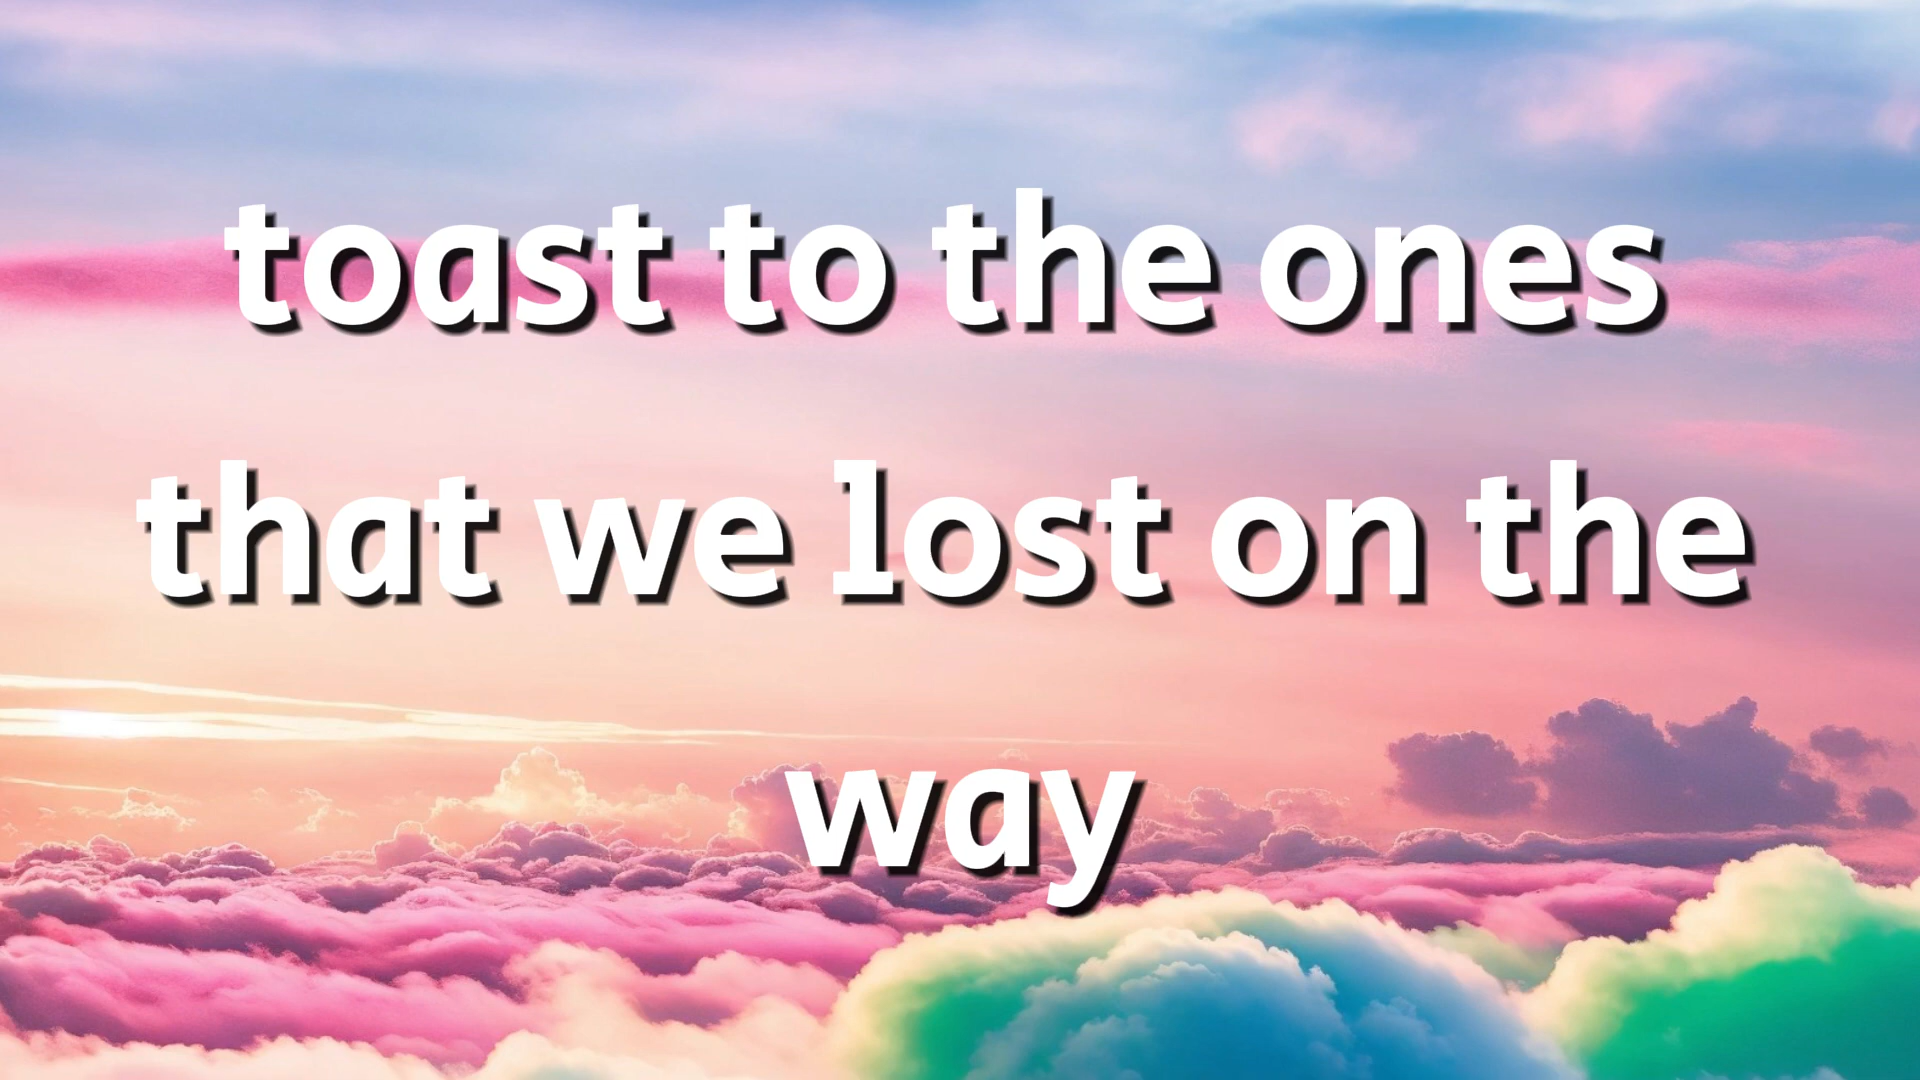 toast to the ones
that we lost on the
way